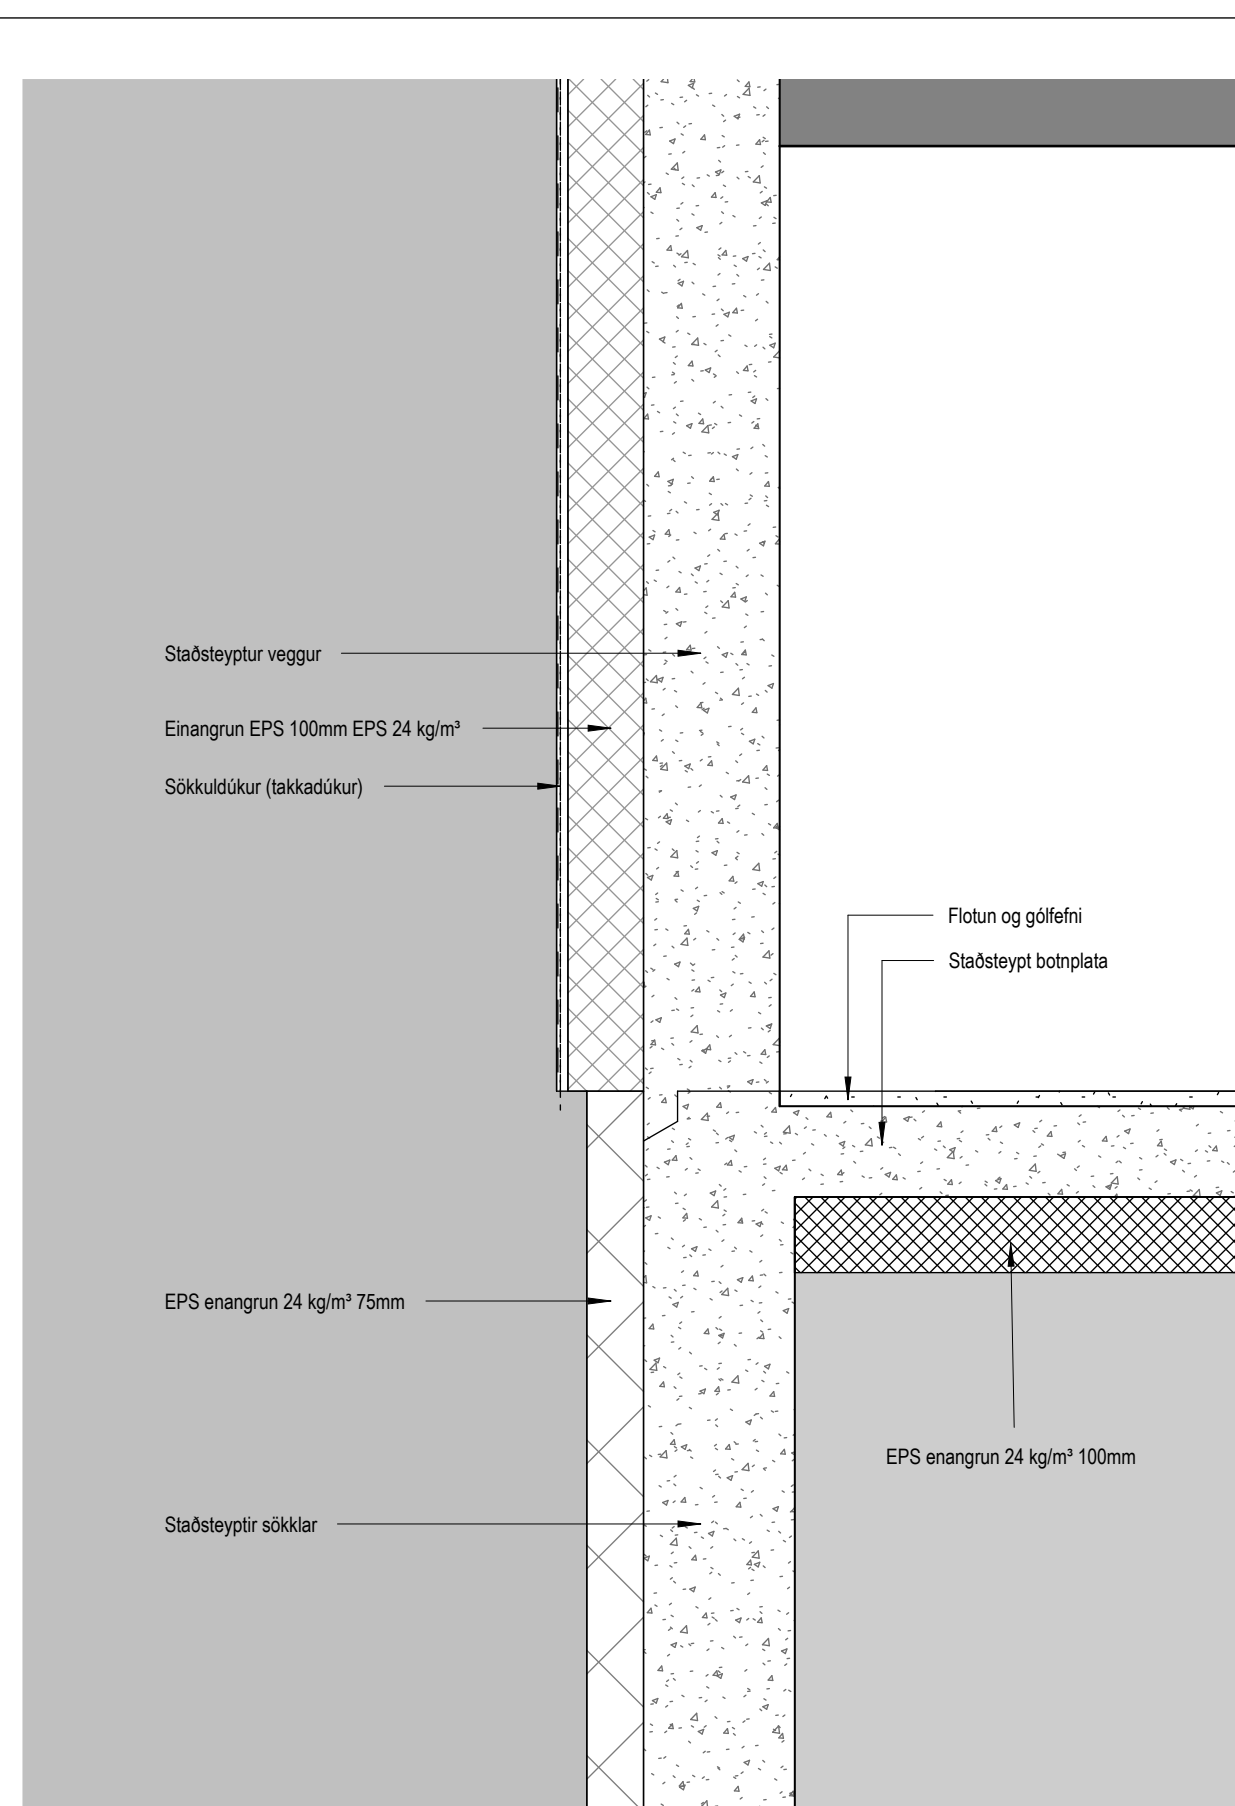 Staðsteyptur veggur
Einangrun EPS 100mm EPS 24 kg/m³
Sökkuldúkur (takkadúkur)
Flotun og gólfefni
Staðsteypt botnplata
EPS enangrun 24 kg/m³ 75mm
EPS enangrun 24 kg/m³ 100mm
Staðsteyptir sökklar